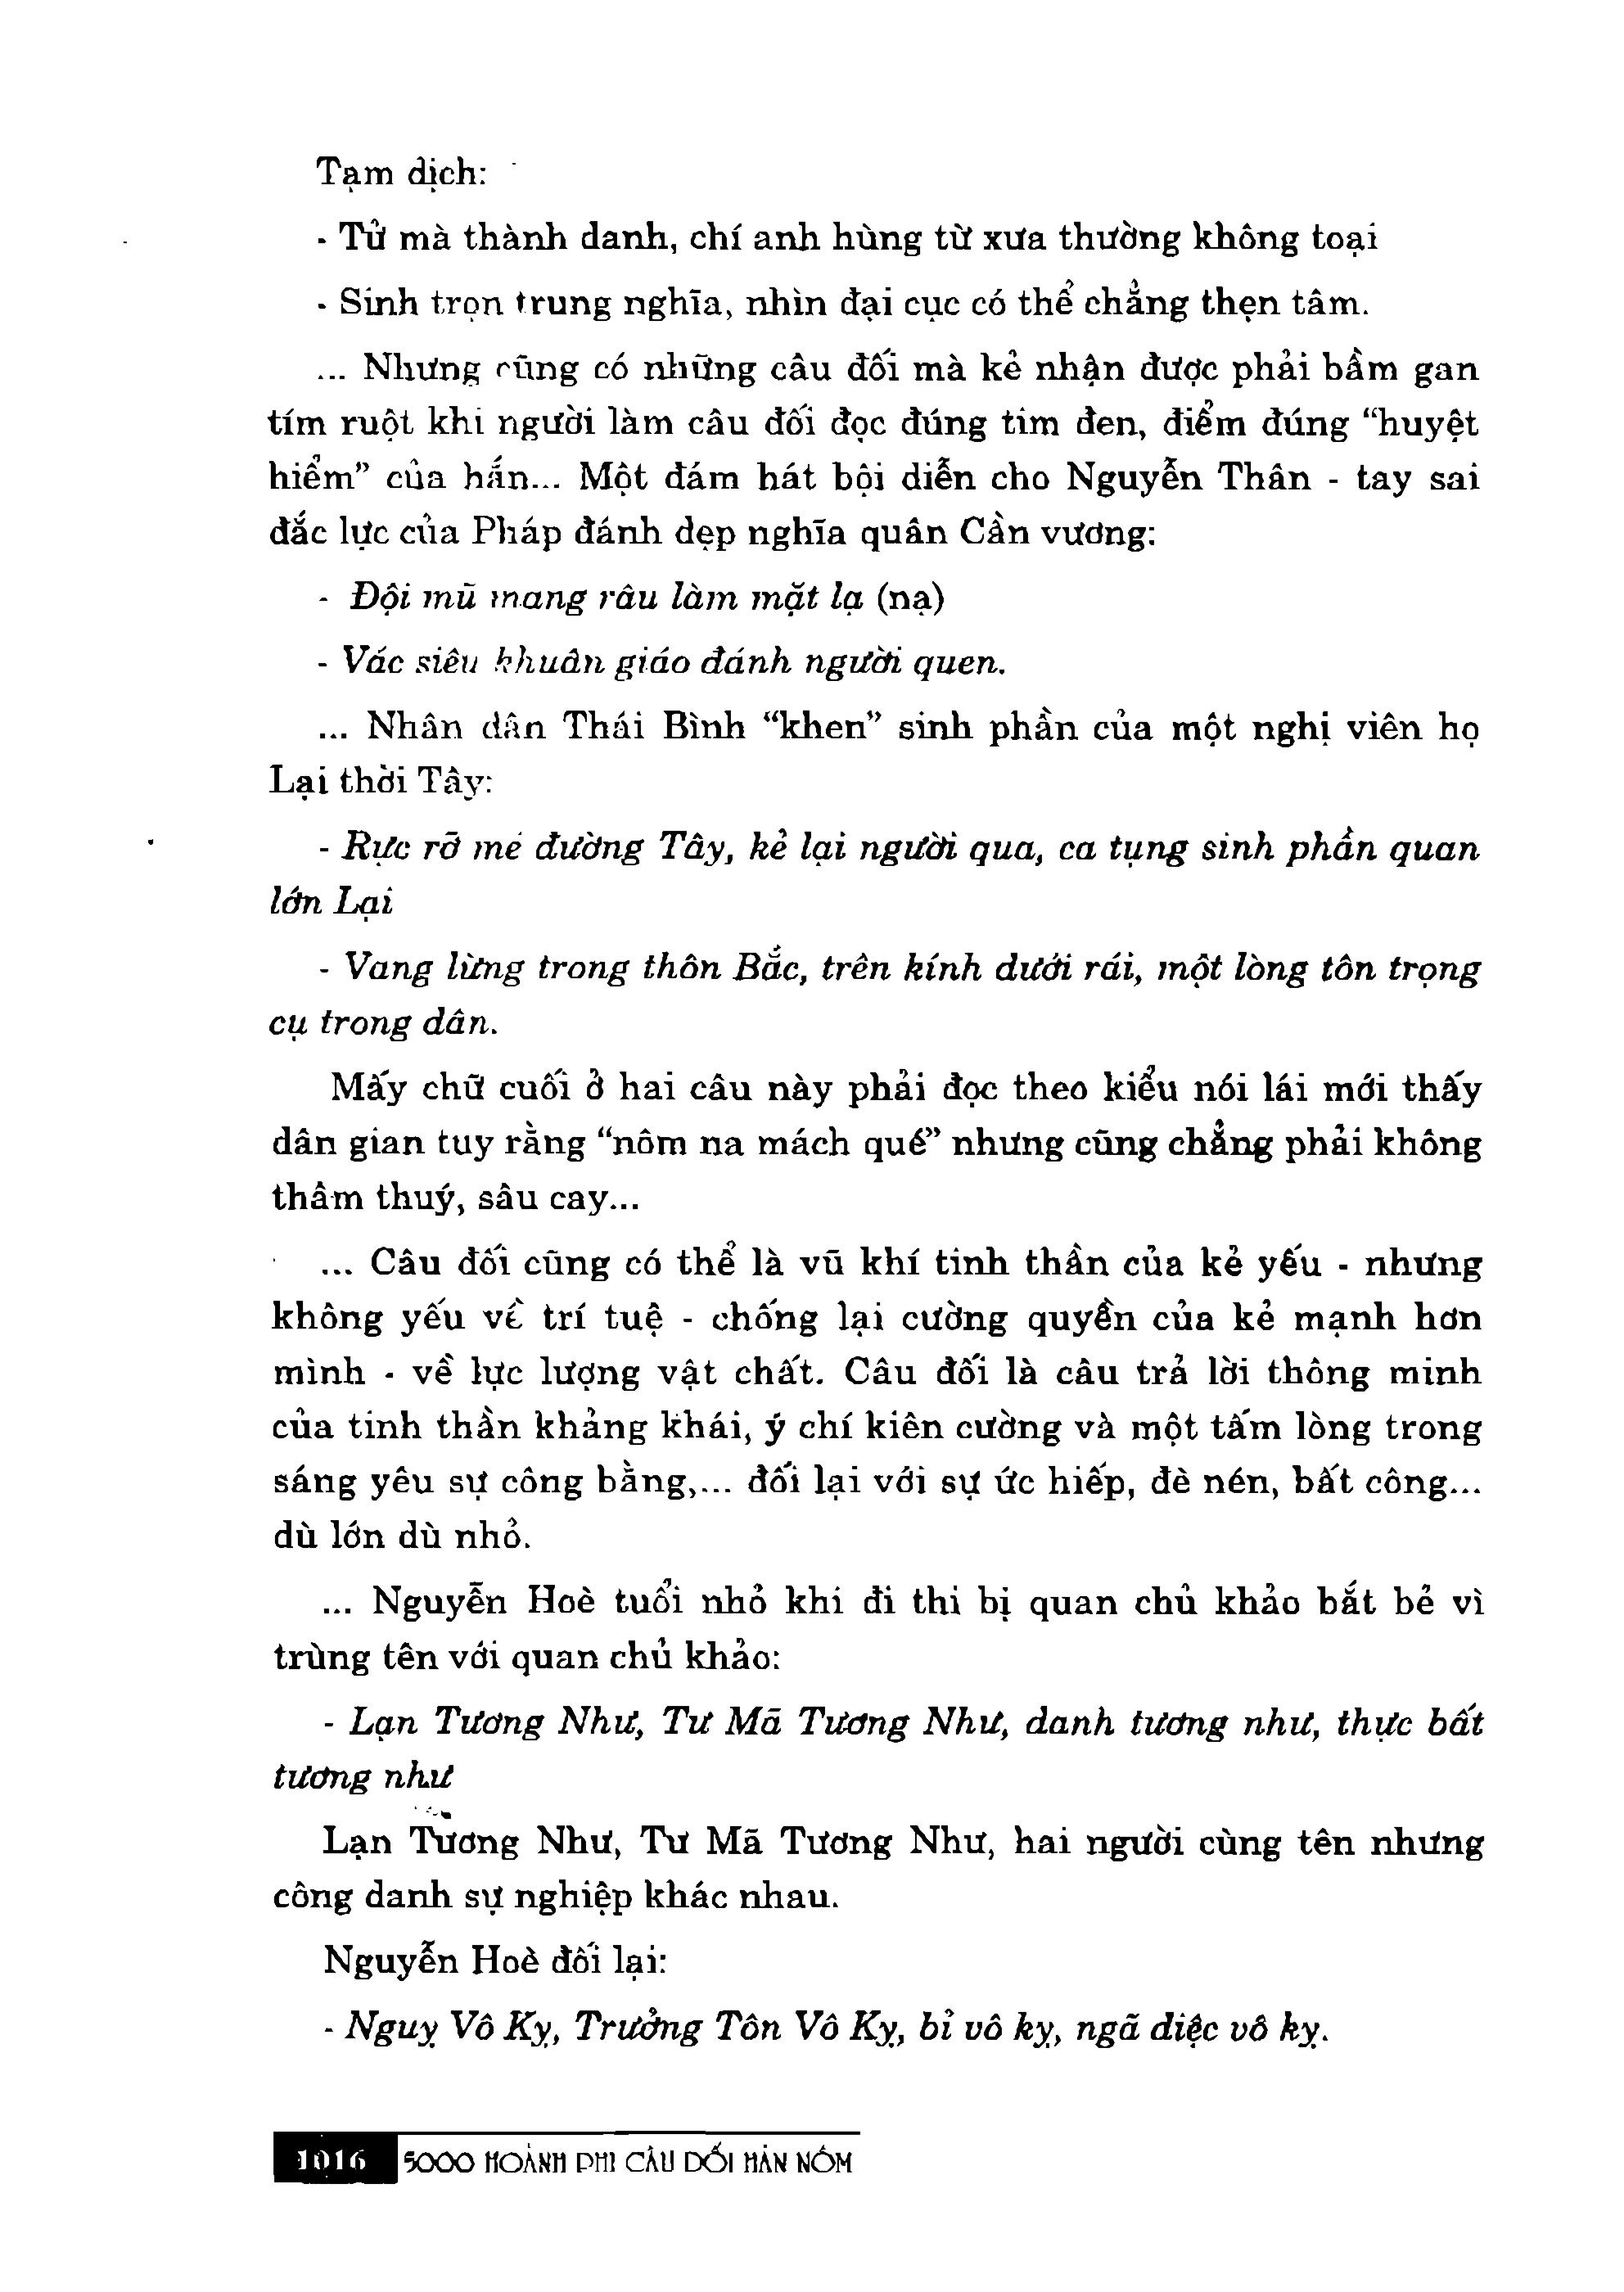 Tạm dịch:
- Tử mà thành danh, chí anh hùng từ xưa thường không toại
- Sinh trọn trung nghĩa, nhìn đại cục có thể chẳng thẹn tâm.
... Nhưng cũng có những câu đối mà kẻ nhận được phải bầm gan
tím ruột khi người làm câu đối đọc đúng tim đen, điểm đúng “huyệt
hiểm” của hắn... Một đám hát bội diễn cho Nguyễn Thân - tay sai
đắc lực của Pháp đánh dẹp nghĩa quân Cần vương:
- Đội mũ mang râu làm mặt lạ (nạ)
- Vác siêu khuân giáo đánh người quen.
... Nhân dân Thái Bình “khen” sinh phần của một nghị viên họ
Lại thời Tây:
- Rực rỡ mé đường Tây, kẻ lại người qua, ca tụng sinh phần quan
lớn Lại
- Vang lừng trong thôn Bắc, trên kính dưới rái, một lòng tôn trọng
cụ trong dân.
Mấy chữ cuối ở hai câu này phải đọc theo kiểu nói lái mới thấy
dân gian tuy rằng “nôm na mách qué” nhưng cũng chẳng phải không
thâm thuý, sâu cay...
... Câu đối cũng có thể là vũ khí tinh thần của kẻ yếu - nhưng
không yếu về trí tuệ - chống lại cường quyền của kẻ mạnh hơn
mình - về lực lượng vật chất. Câu đối là câu trả lời thông minh
của tinh thần khảng khái, ý chí kiên cường và một tấm lòng trong
sáng yêu sự công bằng,... đối lại với sự ức hiếp, đè nén, bất công...
dù lớn dù nhỏ.
... Nguyễn Hoè tuổi nhỏ khi đi thi bị quan chủ khảo bắt bẻ vì
trùng tên với quan chủ khảo:
- Lạn Tương Như, Tư Mã Tương Như, danh tương như, thực bất
tương như
Lạn Tương Như, Tư Mã Tương Như, hai người cùng tên nhưng
công danh sự nghiệp khác nhau.
Nguyễn Hoè đối lại:
- Nguỵ Vô Kỵ, Trưởng Tôn Vô Kỵ, bỉ vô kỵ, ngã diệc vô kỵ.
1016 5000 HOÀNH PHI CÂU ĐỐI HÁN NÔM